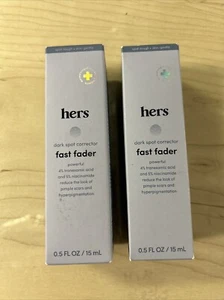 hers
dark spot corrector
fast fader
powerful
4% tranexamic acid
and 5% niacinamide
reduce the look of
pimple scars and
hyperpigmentation
0.5 FL OZ / 15 mL
hers
dark spot corrector
fast fader
powerful
4% tranexamic acid
and 5% niacinamide
reduce the look of
pimple scars and
hyperpigmentation
0.5 FL OZ / 15 mL